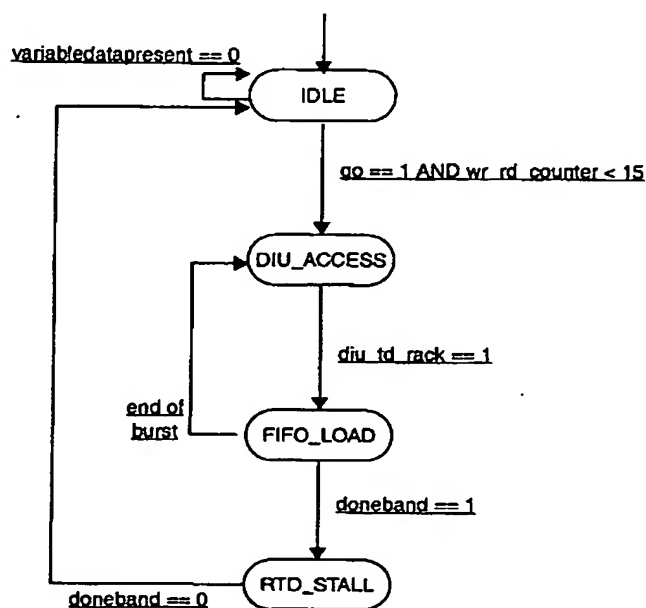 variabledatapresent == 0
IDLE
go == 1 AND wr_rd_counter < 15
DIU_ACCESS
diu_td_rack == 1
end of
burst
FIFO_LOAD
doneband == 1
RTD_STALL
doneband == 0